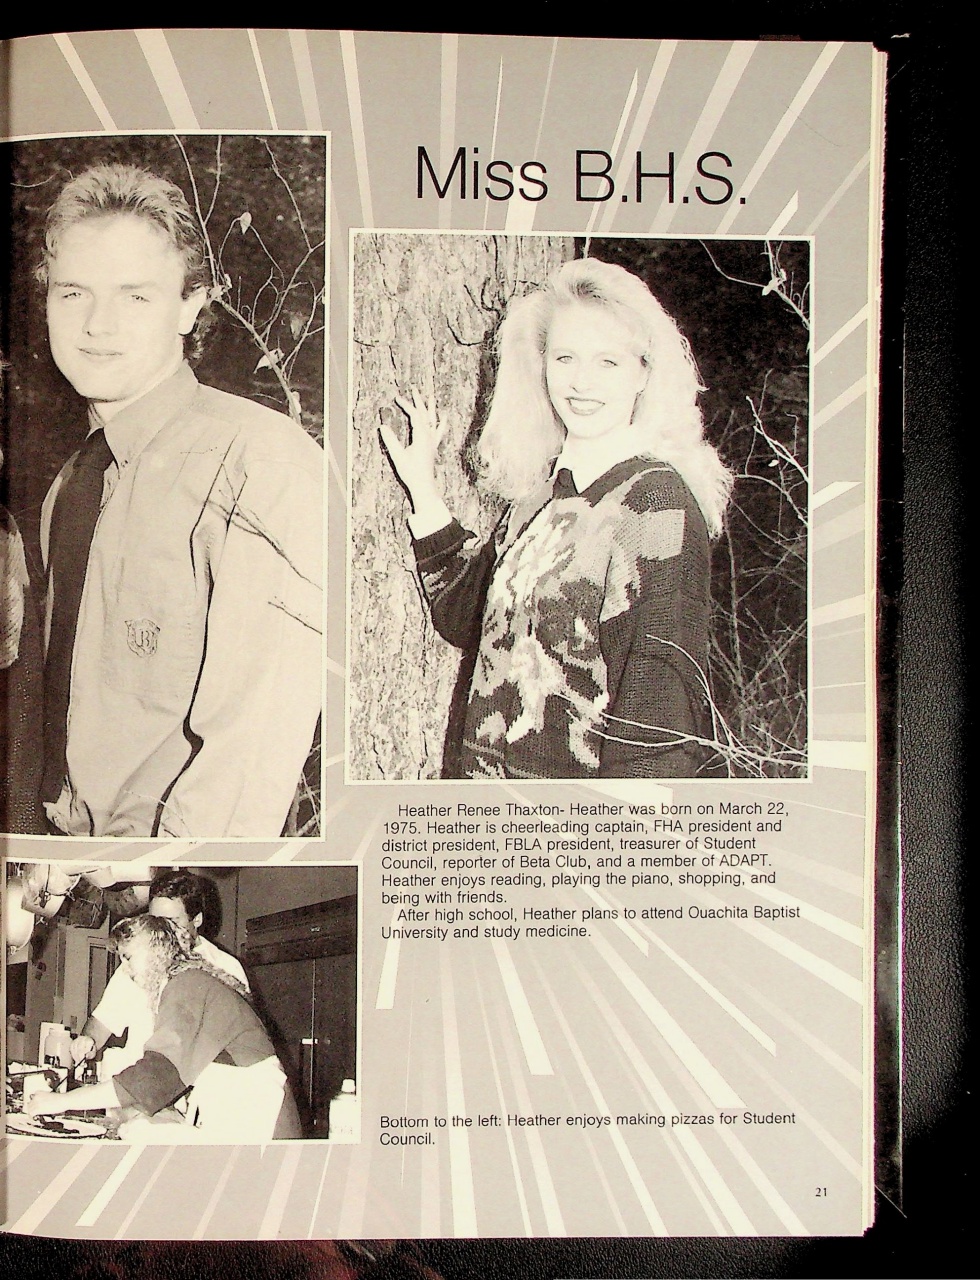 Miss B.H.S.
Heather Renee Thaxton- Heather was born on March 22,
1975. Heather is cheerleading captain, FHA president and
district president, FBLA president, treasurer of Student
Council, reporter of Beta Club, and a member of ADAPT.
Heather enjoys reading, playing the piano, shopping, and
being with friends.
After high school, Heather plans to attend Ouachita Baptist
University and study medicine.
Bottom to the left: Heather enjoys making pizzas for Student
Council.
21